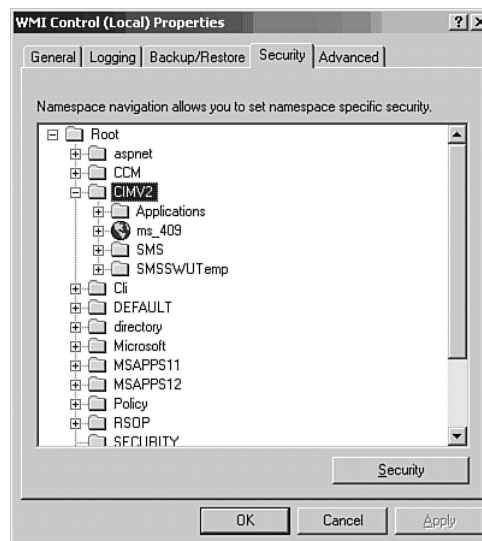 WMI Control (Local) Properties
General Logging Backup/Restore Security Advanced
Namespace navigation allows you to set namespace specific security.
Root
aspnet
CCM
CIMV2
Applications
ms_409
SMS
SMSSWUTemp
Cli
DEFAULT
directory
Microsoft
MSAPPS11
MSAPPS12
Policy
RSOP
SECURITY
Security
OK Cancel Apply